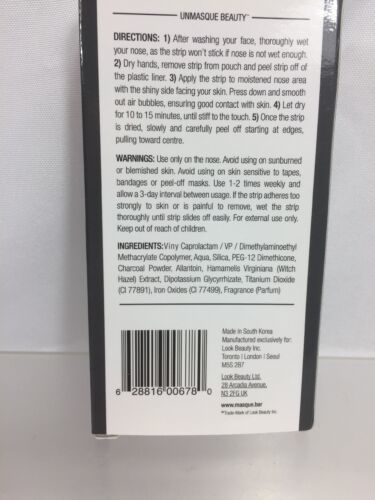 UNMASQUE BEAUTY™
DIRECTIONS: 1) After washing your face, thoroughly wet
your nose, as the strip won't stick if nose is not wet enough.
2) Dry hands, remove strip from pouch and peel strip off of
the plastic liner. 3) Apply the strip to moistened nose area
with the shiny side facing your skin. Press down and smooth
out air bubbles, ensuring good contact with skin. 4) Let dry
for 10 to 15 minutes, until stiff to the touch. 5) Once the strip
is dried, slowly and carefully peel off starting at edges,
pulling toward centre.
WARNINGS: Use only on the nose. Avoid using on sunburned
or blemished skin. Avoid using on skin sensitive to tapes,
bandages or peel-off masks. Use 1-2 times weekly and
allow a 3-day interval between usage. If the strip adheres too
strongly to skin or is painful to remove, wet the strip
thoroughly until strip slides off easily. For external use only.
Keep out of reach of children.
INGREDIENTS: Viny Caprolactam / VP / Dimethylaminoethyl
Methacrylate Copolymer, Aqua, Silica, PEG-12 Dimethicone,
Charcoal Powder, Allantoin, Hamamelis Virginiana (Witch
Hazel) Extract, Dipotassium Glycyrrhizate, Titanium Dioxide
(CI 77891), Iron Oxides (CI 77499), Fragrance (Parfum)
Made in South Korea
Manufactured exclusively for:
Look Beauty Inc.
Toronto | London | Seoul
M5S 2B7
Look Beauty Ltd.
28 Arcadia Avenue,
N3 2FG UK
www.masque.bar
™Trade Mark of Look Beauty Inc.
6 28816 00678 0